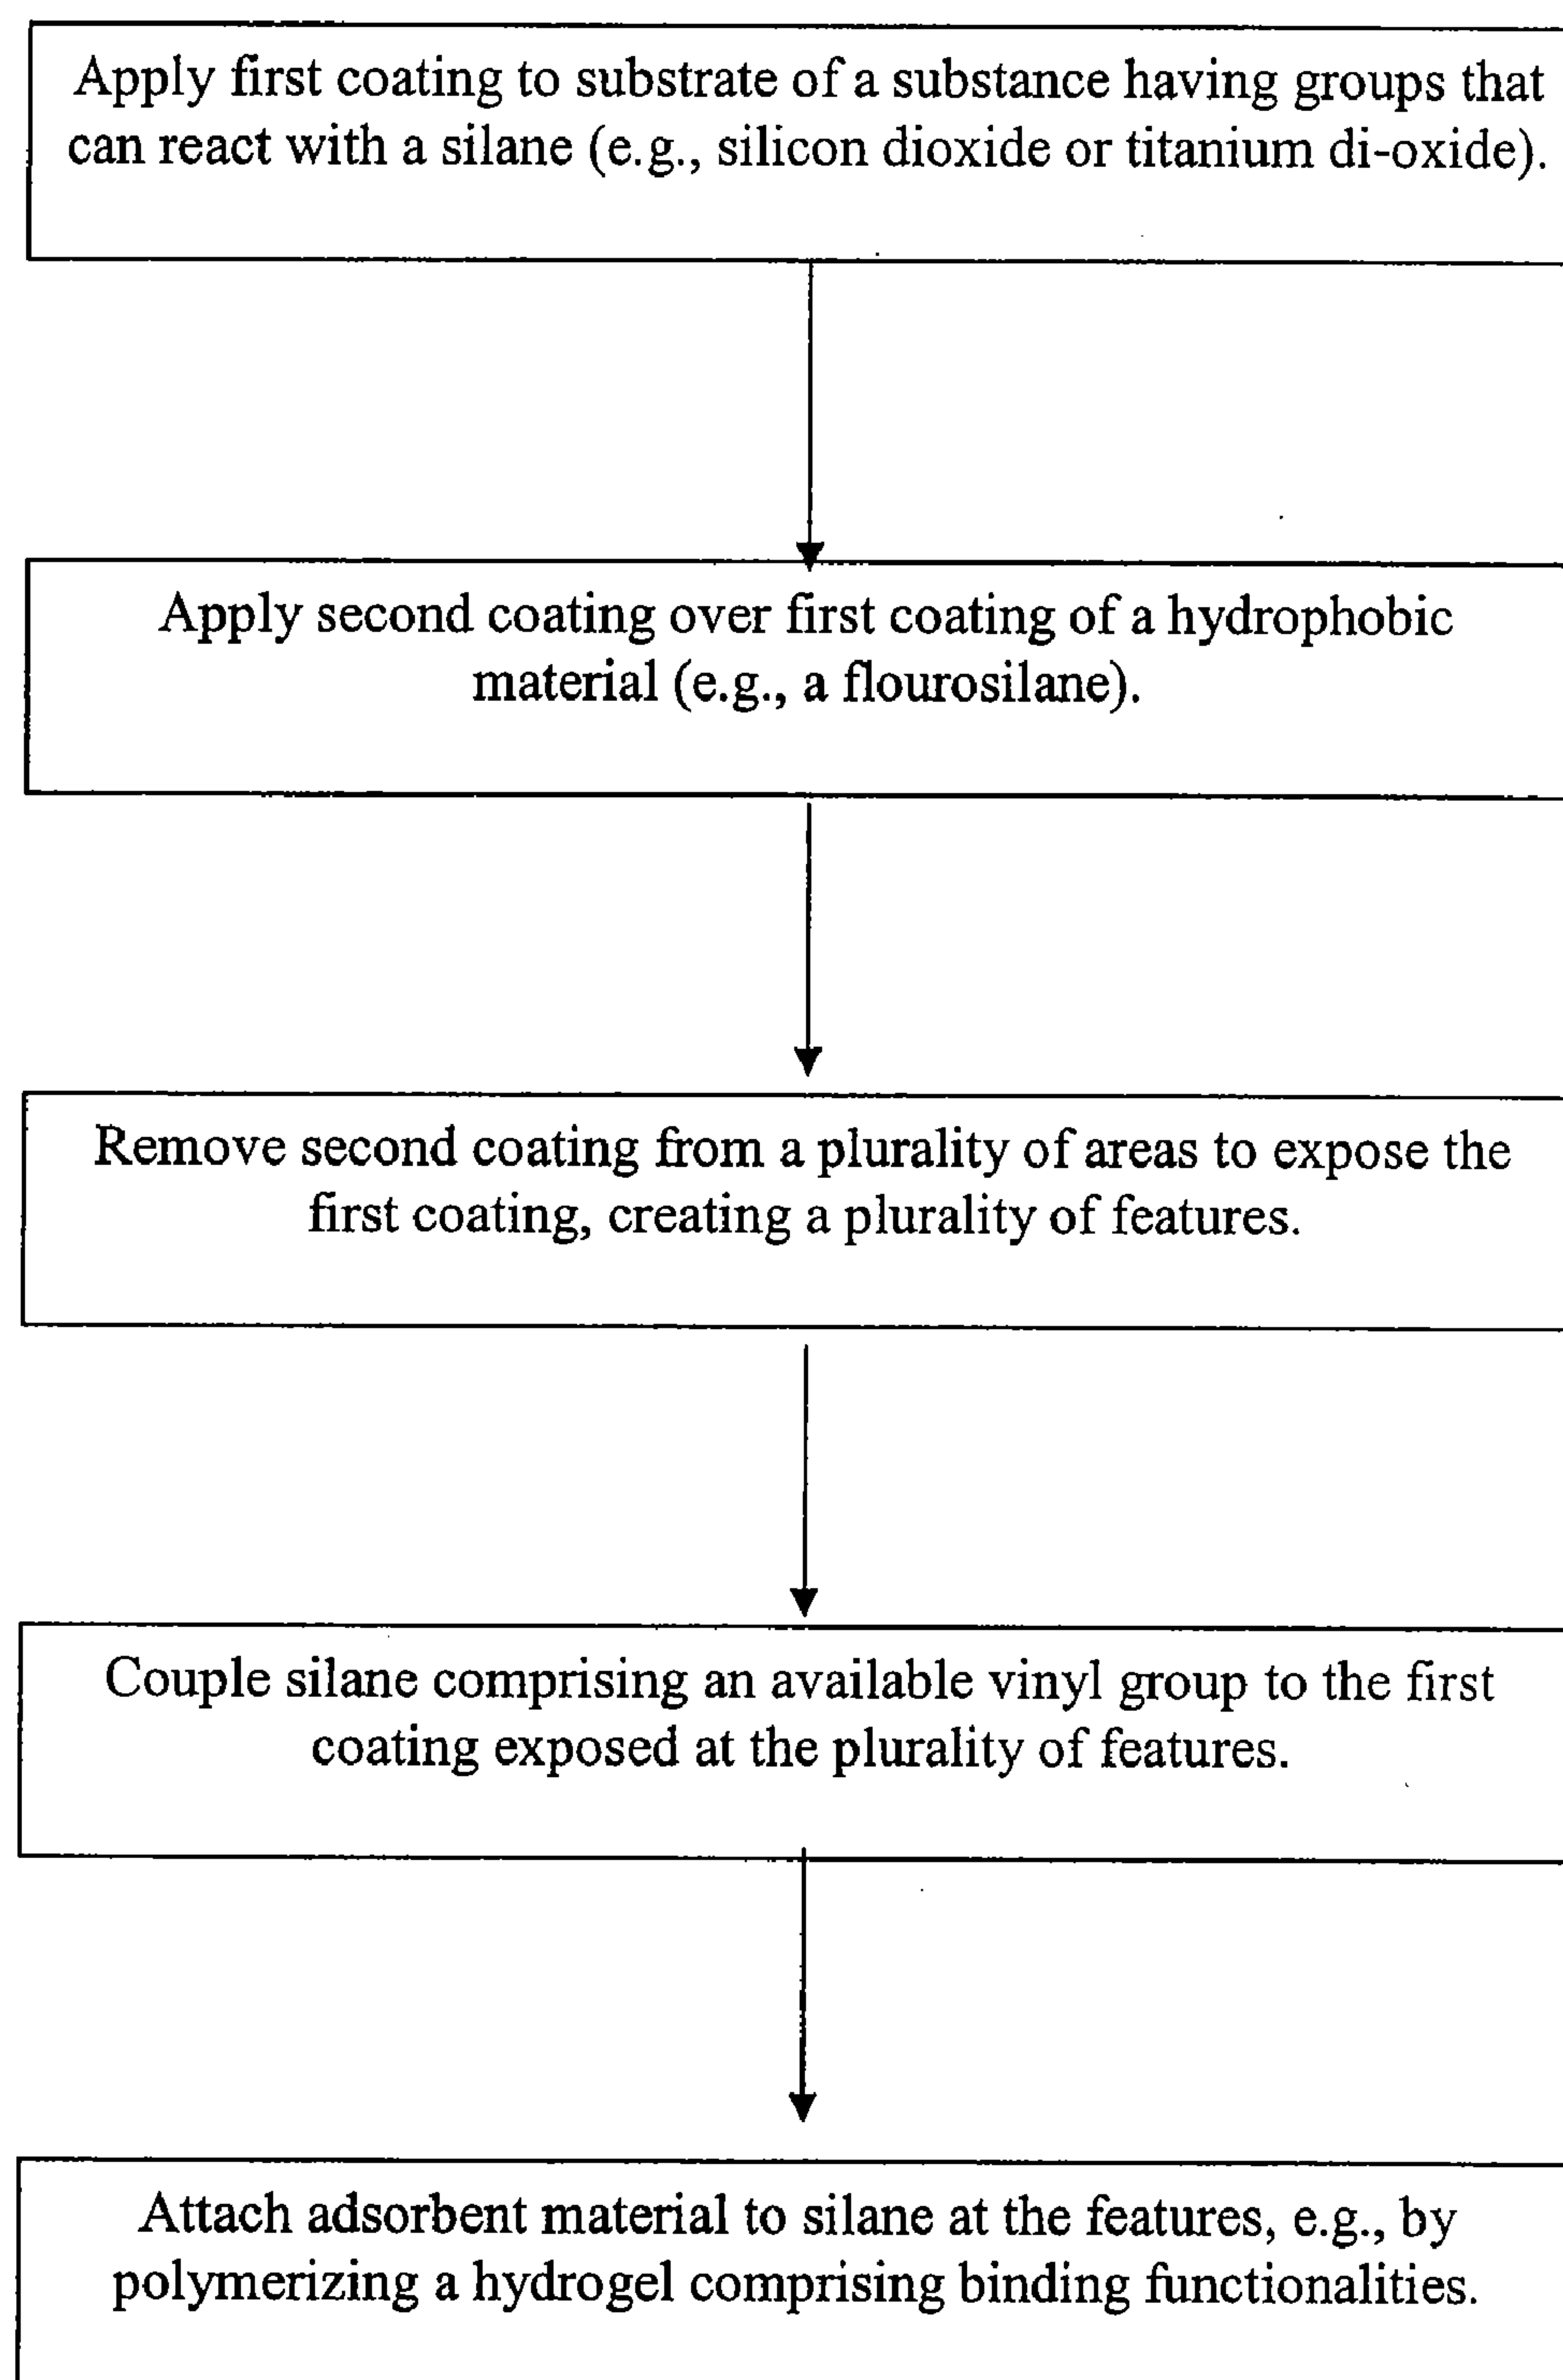 Apply first coating to substrate of a substance having groups that
can react with a silane (e.g., silicon dioxide or titanium di-oxide).
Apply second coating over first coating of a hydrophobic
material (e.g., a flourosilane).
Remove second coating from a plurality of areas to expose the
first coating, creating a plurality of features.
Couple silane comprising an available vinyl group to the first
coating exposed at the plurality of features.
Attach adsorbent material to silane at the features, e.g., by
polymerizing a hydrogel comprising binding functionalities.